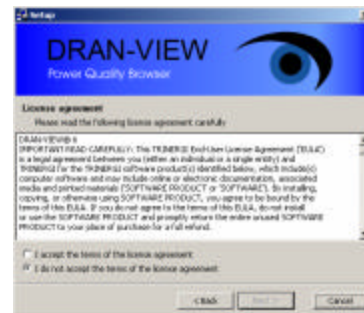 Setup
DRAN-VIEW
Power Quality Browser
License agreement
Please read the following license agreement carefully
DRAN-VIEW® 6
IMPORTANT-READ CAREFULLY: This
End-User License Agreement ("EULA")
is a legal agreement between you (either an individual or a single entity) and
for the
software product(s) identified below, which include(s)
computer software and may include online or electronic documentation, associated
media and printed materials ("SOFTWARE PRODUCT" or "SOFTWARE"). By installing,
copying, or otherwise using SOFTWARE PRODUCT, you agree to be bound by the
terms of this EULA. If you do not agree to the terms of this EULA, do not install
or use the SOFTWARE PRODUCT and promptly return the entire unused SOFTWARE
PRODUCT to your place of purchase for a full refund.
I accept the terms of the license agreement
I do not accept the terms of the license agreement
< Back
Next >
Cancel